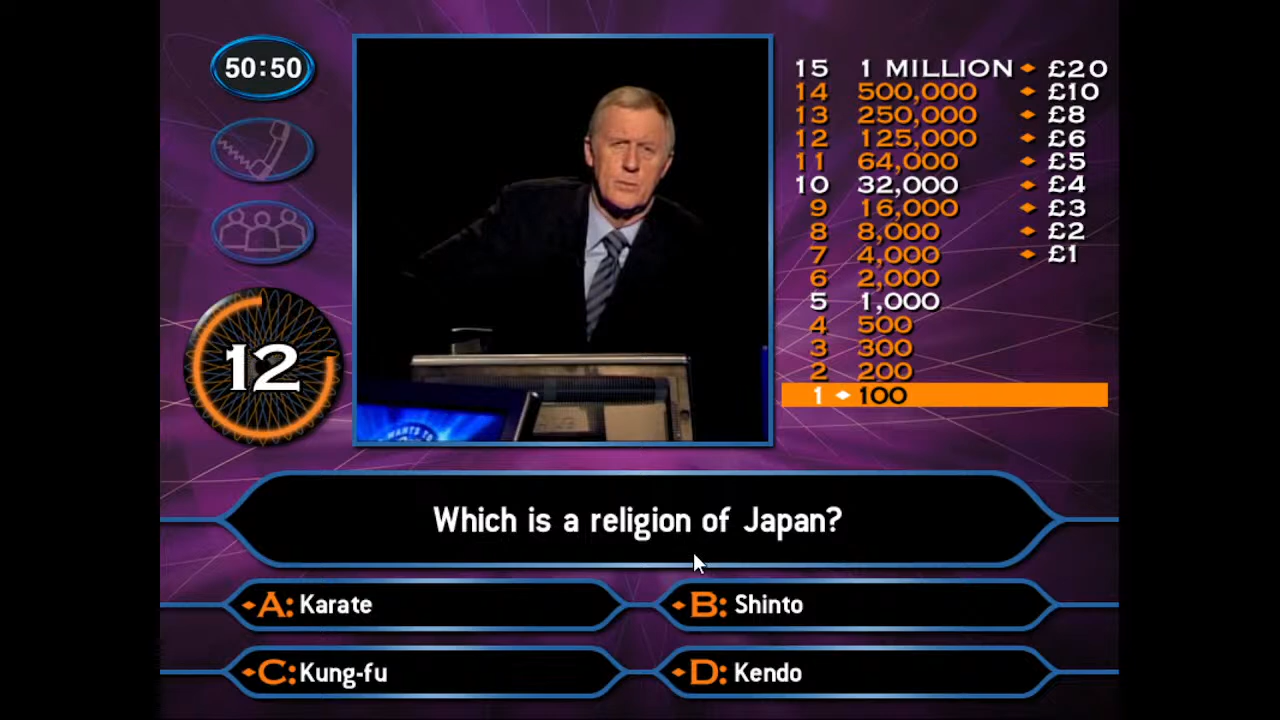 50:50
15 1 MILLION £20
14 500,000 £10
13 250,000 £8
12 125,000 £6
11 64,000 £5
10 32,000 £4
9 16,000 £3
8 8,000 £2
7 4,000 £1
6 2,000
5 1,000
4 500
3 300
2 200
1 100
12
WANTS TO
Which is a religion of Japan?
A: Karate
B: Shinto
C: Kung-fu
D: Kendo